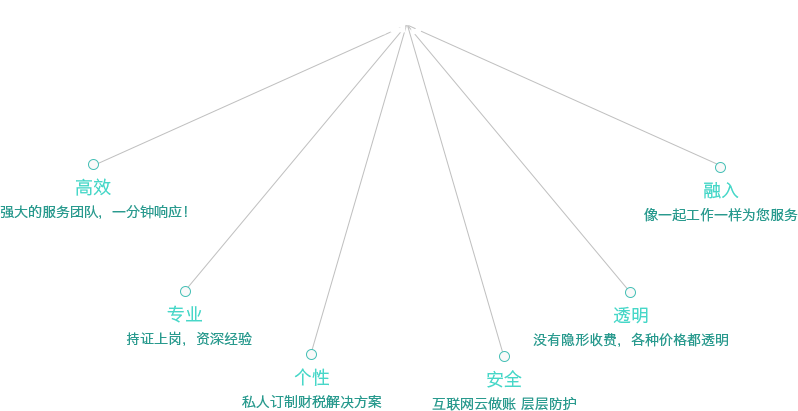 高效
强大的服务团队，一分钟响应！
融入
像一起工作一样为您服务
专业
持证上岗，资深经验
透明
没有隐形收费，各种价格都透明
个性
私人订制财税解决方案
安全
互联网云做账 层层防护